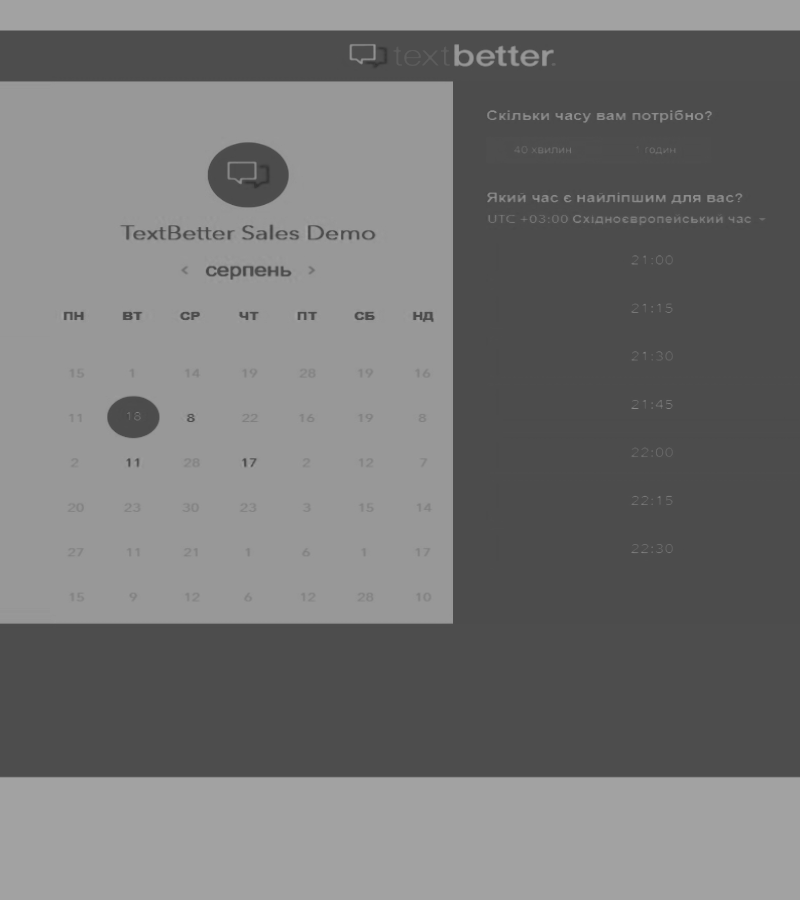 textbetter.
TextBetter Sales Demo
‹ серпень ›
ПН ВТ СР ЧТ ПТ СБ НД
15 1 14 19 28 19 16
11 18 8 22 16 19 8
2 11 28 17 2 12 7
20 23 30 23 3 15 14
27 11 21 1 6 1 17
15 9 12 6 12 28 10
Скільки часу вам потрібно?
40 хвилин 1 годин
Який час є найліпшим для вас?
UTC +03:00 Східноєвропейський час
21:00
21:15
21:30
21:45
22:00
22:15
22:30